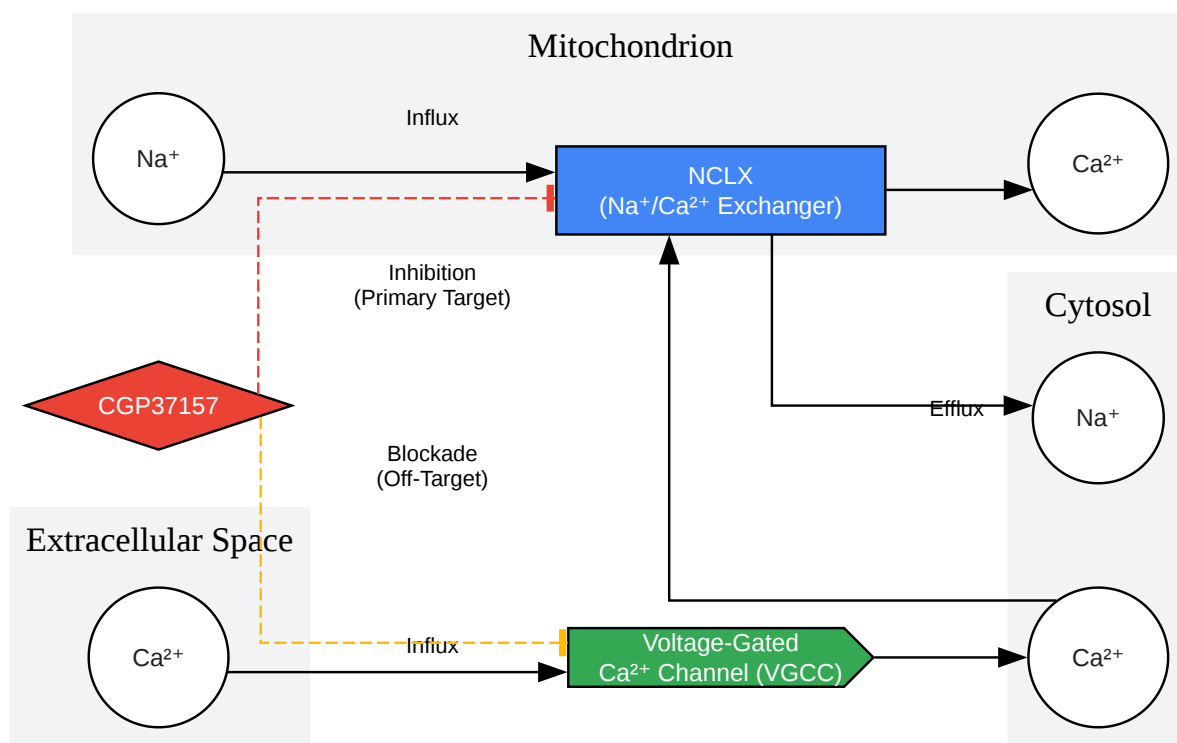 Mitochondrion
Na⁺
Influx
NCLX
(Na⁺/Ca²⁺ Exchanger)
Ca²⁺
Inhibition
(Primary Target)
Cytosol
CGP37157
Efflux
Na⁺
Blockade
(Off-Target)
Extracellular Space
Ca²⁺
Influx
Voltage-Gated
Ca²⁺ Channel (VGCC)
Ca²⁺